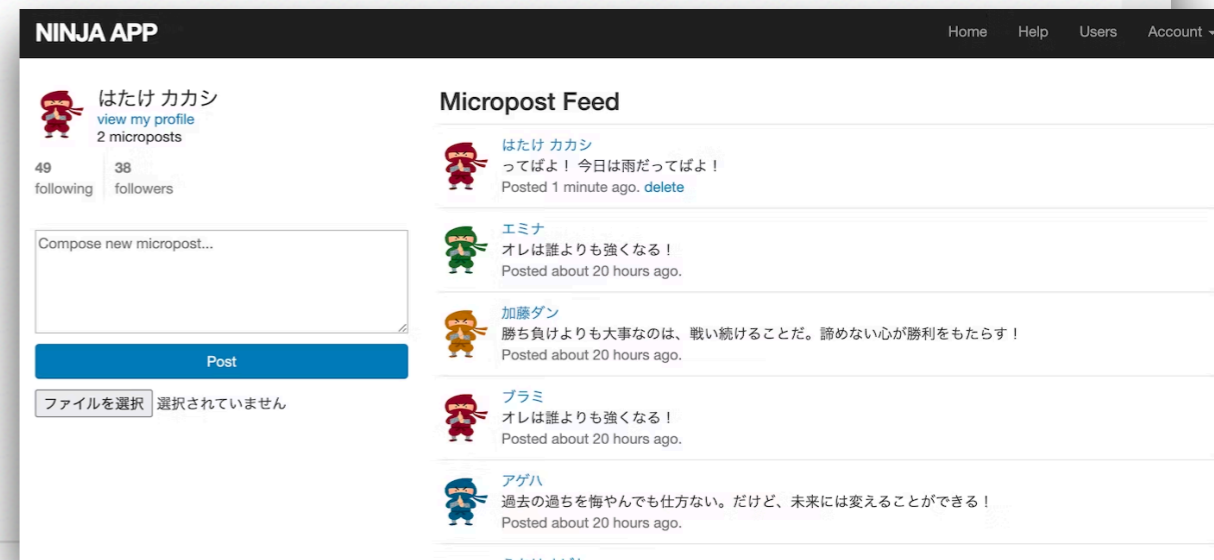 NINJA APP
Home Help Users Account
はたけ カカシ
view my profile
2 microposts
49 38
following followers
Compose new micropost...
Post
ファイルを選択 選択されていません
Micropost Feed
はたけ カカシ
ってばよ！ 今日は雨だってばよ！
Posted 1 minute ago. delete
エミナ
オレは誰よりも強くなる！
Posted about 20 hours ago.
加藤ダン
勝ち負けよりも大事なのは、戦い続けることだ。諦めない心が勝利をもたらす！
Posted about 20 hours ago.
ブラミ
オレは誰よりも強くなる！
Posted about 20 hours ago.
アゲハ
過去の過ちを悔やんでも仕方ない。だけど、未来には変えることができる！
Posted about 20 hours ago.